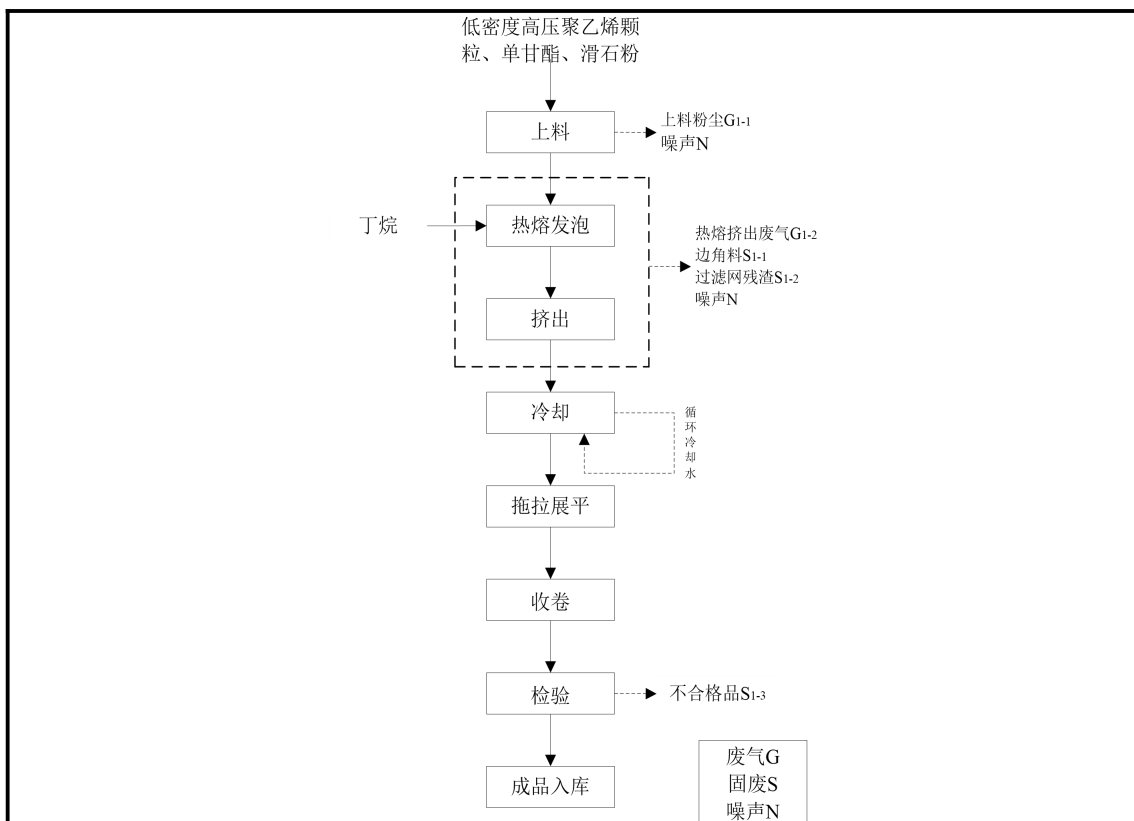 低密度高压聚乙烯颗
粒、单甘酯、滑石粉
上料
上料粉尘G1-1
噪声N
丁烷
热熔发泡
热熔挤出废气G1-2
边角料S1-1
过滤网残渣S1-2
噪声N
挤出
冷却
循
环
冷
却
水
拖拉展平
收卷
检验
不合格品S1-3
成品入库
废气G
固废S
噪声N